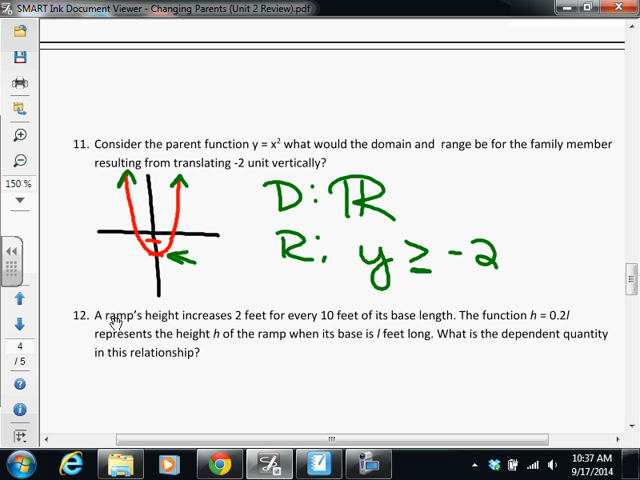 SMART Ink Document Viewer - Changing Parents (Unit 2 Review).pdf
11. Consider the parent function y = x² what would the domain and range be for the family member
resulting from translating -2 unit vertically?
D: ℝ
R: y ≥ -2
150 %
12. A ramp's height increases 2 feet for every 10 feet of its base length. The function h = 0.2l
represents the height h of the ramp when its base is l feet long. What is the dependent quantity
in this relationship?
4
/ 5
10:37 AM
9/17/2014